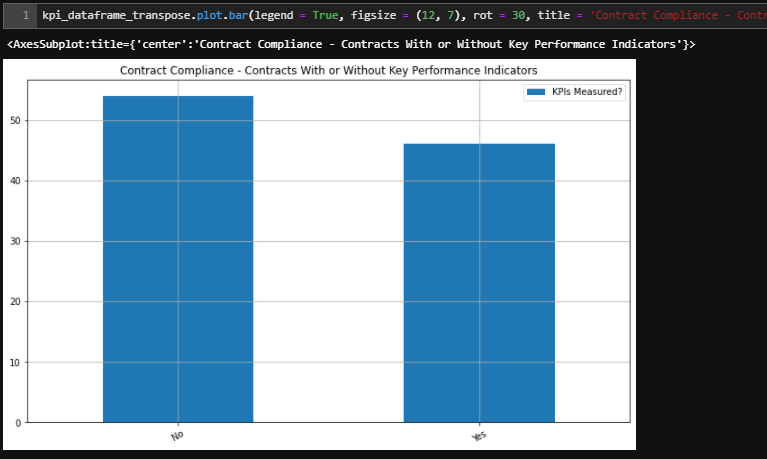 1 kpi_dataframe_transpose.plot.bar(legend = True, figsize = (12, 7), rot = 30, title = 'Contract Compliance - Contr
<AxesSubplot:title={'center':'Contract Compliance - Contracts With or Without Key Performance Indicators'}>
Contract Compliance - Contracts With or Without Key Performance Indicators
KPIs Measured?
50
40
30
20
10
0
No Yes